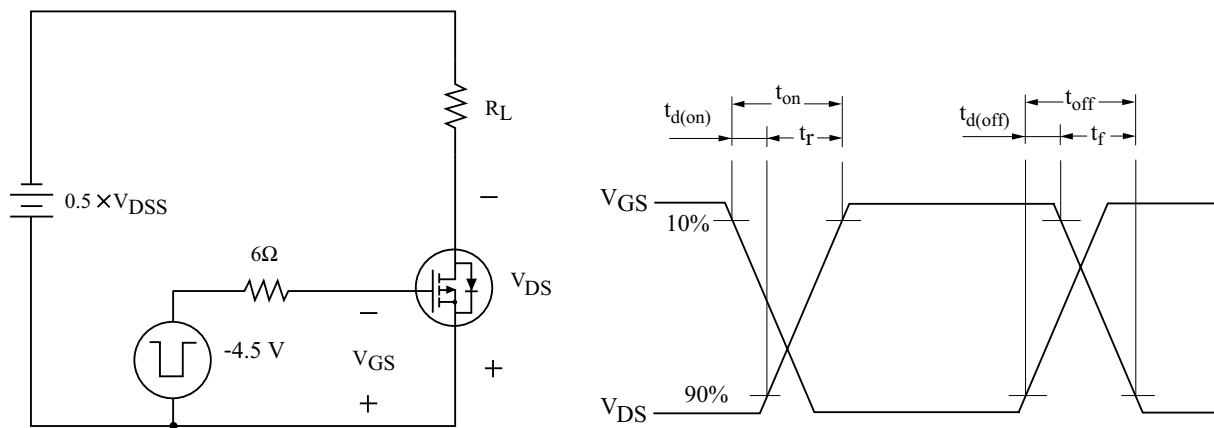 R_L
−
0.5 ×V_DSS
6Ω
V_DS
−
-4.5 V
V_GS
+
+
t_on
t_d(on)
t_r
t_off
t_d(off)
t_f
V_GS
10%
90%
V_DS